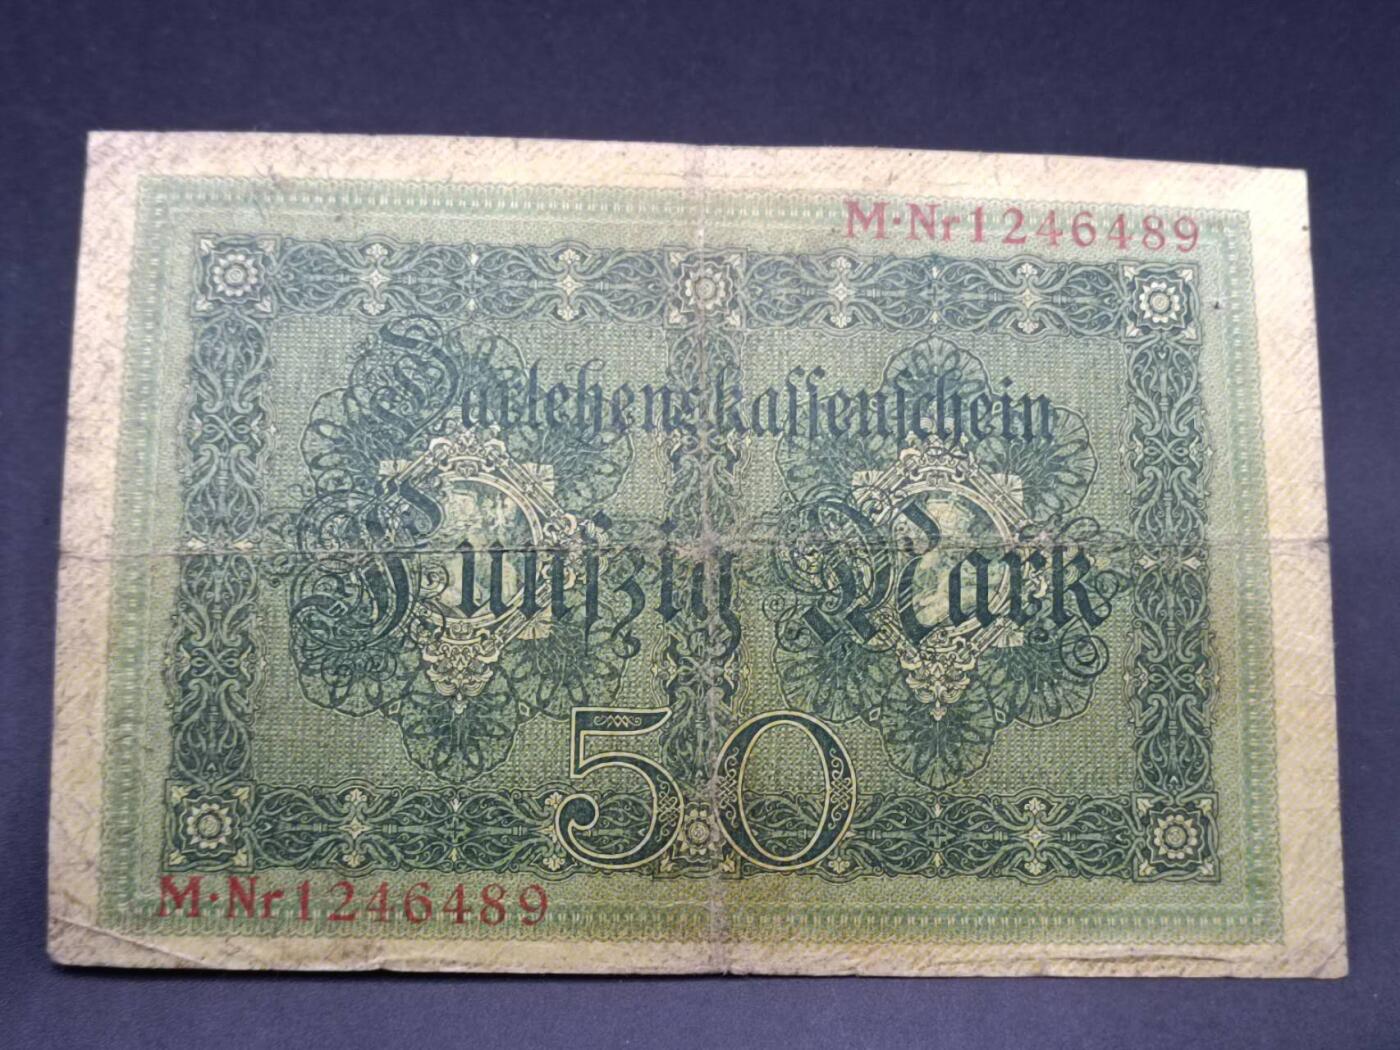 M·Nr 1246489
Darlehenskassenschein
Fünfzig Mark
50
M·Nr 1246489